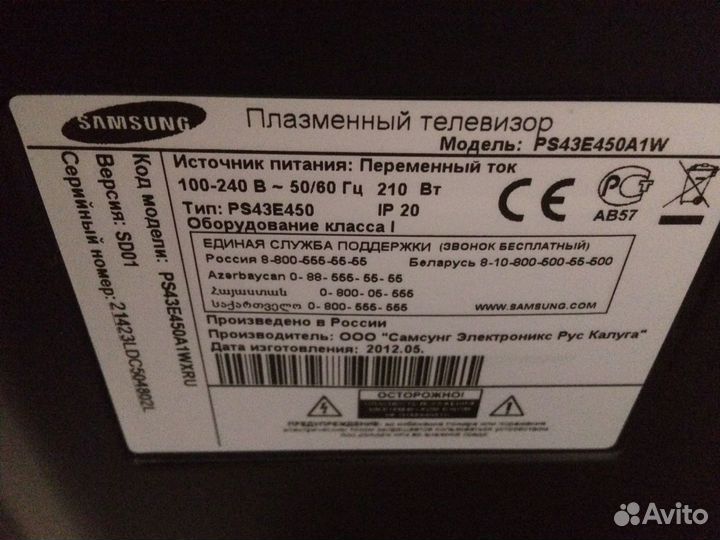 SAMSUNG
Плазменный телевизор
Модель: PS43E450A1W
Источник питания: Переменный ток
100-240 В ~ 50/60 Гц 210 Вт
Тип: PS43E450 IP 20
Оборудование класса I
АВ57
ЕДИНАЯ СЛУЖБА ПОДДЕРЖКИ (ЗВОНОК БЕСПЛАТНЫЙ)
Россия 8-800-555-55-55 Беларусь 8-10-800-500-55-500
Azərbaycan 0-88-555-55-55
Հայաստան 0-800-05-555
საქართველო 0-800-555-555
WWW.SAMSUNG.COM
Произведено в России
Производитель: ООО "Самсунг Электроникс Рус Калуга"
Дата изготовления: 2012.05.
ОСТОРОЖНО!
Код модели: PS43E450A1WXRU
Версия: SD01
Серийный номер: 21423LDC504802L
Avito